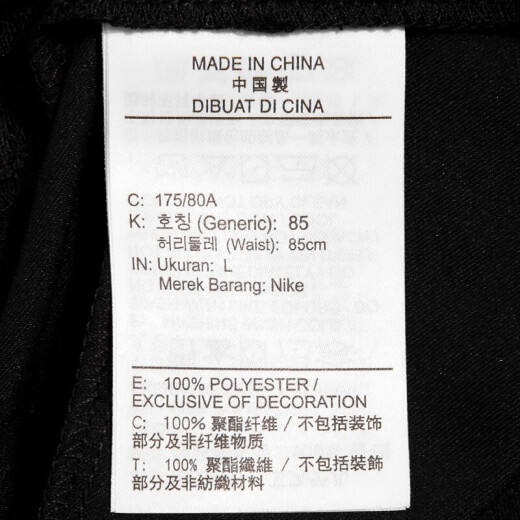 MADE IN CHINA
中国製
DIBUAT DI CINA
C: 175/80A
K: 호칭 (Generic): 85
허리둘레 (Waist): 85cm
IN: Ukuran: L
Merek Barang: Nike
E: 100% POLYESTER /
EXCLUSIVE OF DECORATION
C: 100% 聚酯纤维 / 不包括装饰
部分及非纤维物质
T: 100% 聚酯纖維 / 不包括裝飾
部分及非紡織材料